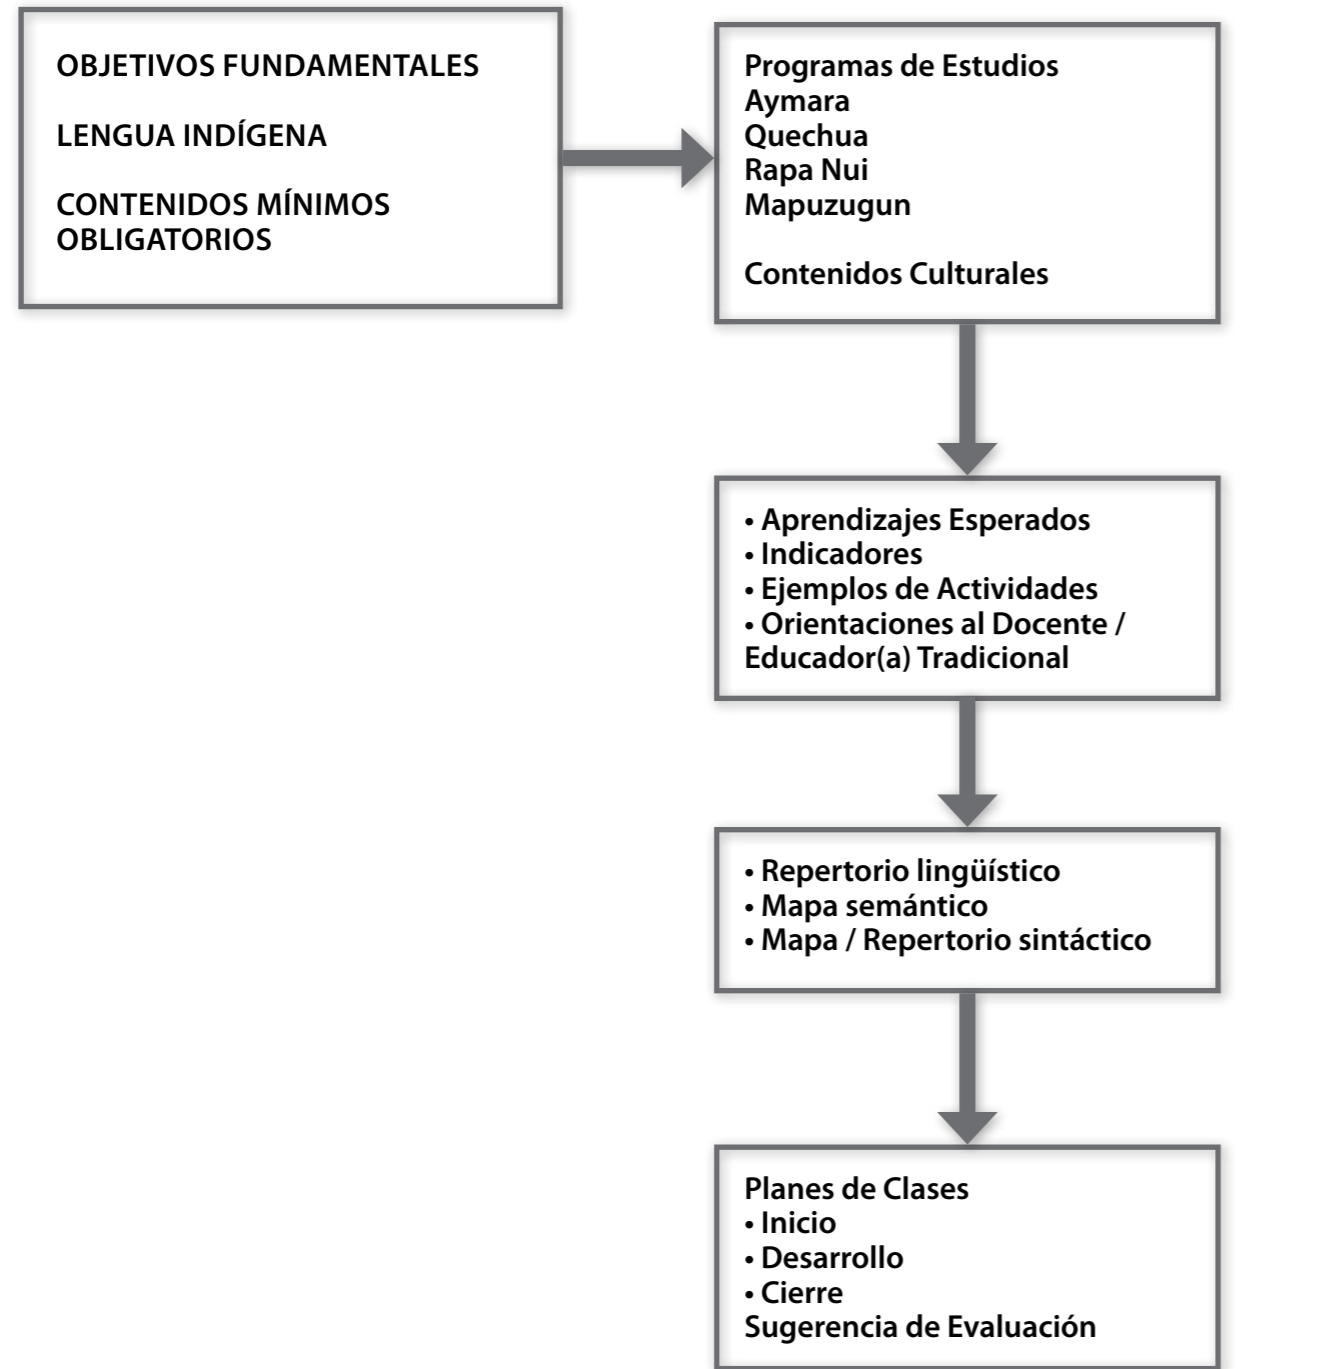 OBJETIVOS FUNDAMENTALES
LENGUA INDÍGENA
CONTENIDOS MÍNIMOS
OBLIGATORIOS
Programas de Estudios
Aymara
Quechua
Rapa Nui
Mapuzugun
Contenidos Culturales
• Aprendizajes Esperados
• Indicadores
• Ejemplos de Actividades
• Orientaciones al Docente /
Educador(a) Tradicional
• Repertorio lingüístico
• Mapa semántico
• Mapa / Repertorio sintáctico
Planes de Clases
• Inicio
• Desarrollo
• Cierre
Sugerencia de Evaluación